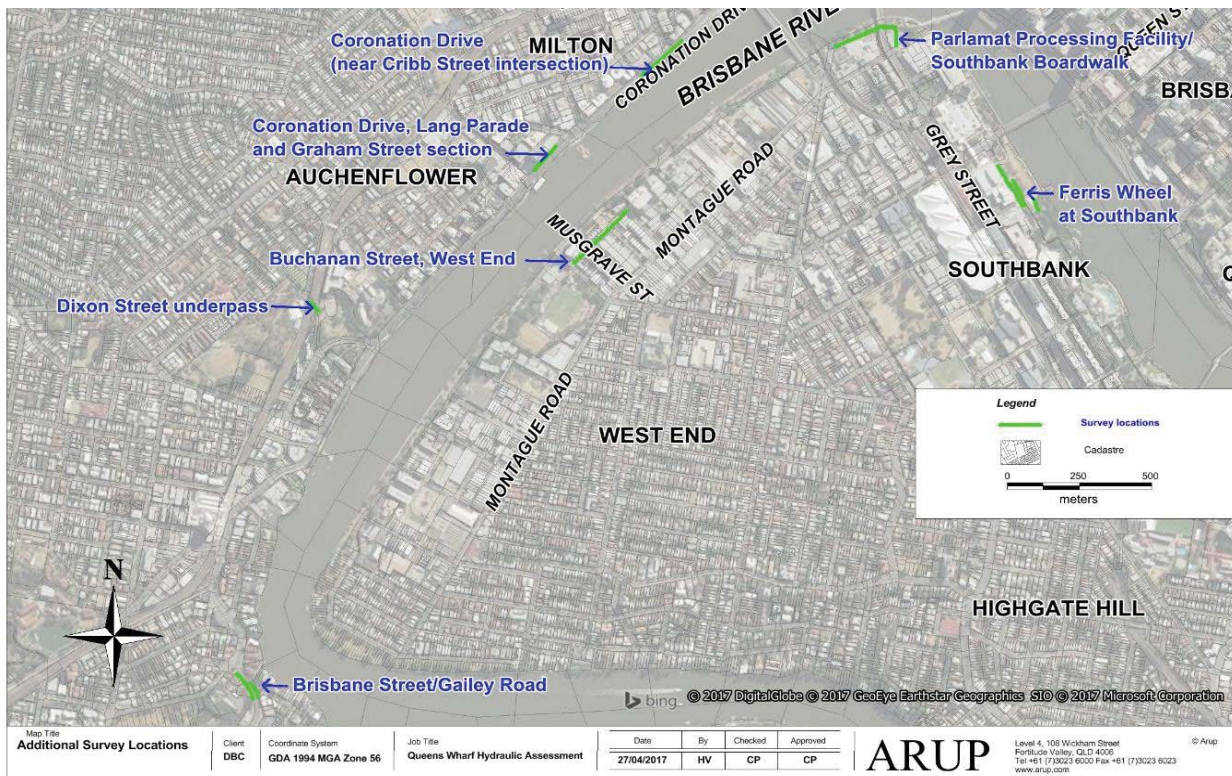 Coronation Drive
(near Cribb Street intersection)
MILTON
CORONATION DRIV
BRISBANE RIVER
Parlamat Processing Facility/
Southbank Boardwalk
QUEEN ST
BRISBA
Coronation Drive, Lang Parade
and Graham Street section
AUCHENFLOWER
MONTAGUE ROAD
GREY STREET
Ferris Wheel
at Southbank
MUSGRAVE ST
Buchanan Street, West End
SOUTHBANK
Dixon Street underpass
MONTAGUE ROAD
WEST END
Legend
Survey locations
Cadastre
0 250 500
meters
N
HIGHGATE HILL
Brisbane Street/Gailey Road
bing
© 2017 DigitalGlobe © 2017 GeoEye Earthstar Geographics SIO © 2017 Microsoft Corporation
Map Title
Additional Survey Locations
Client
DBC
Coordinate System
GDA 1994 MGA Zone 56
Job Title
Queens Wharf Hydraulic Assessment
Date By Checked Approved
27/04/2017 HV CP CP
ARUP
Level 4, 108 Wickham Street
Fortitude Valley, QLD 4006
Tel +61 (7)3023 6000 Fax +61 (7)3023 6023
www.arup.com
© Arup